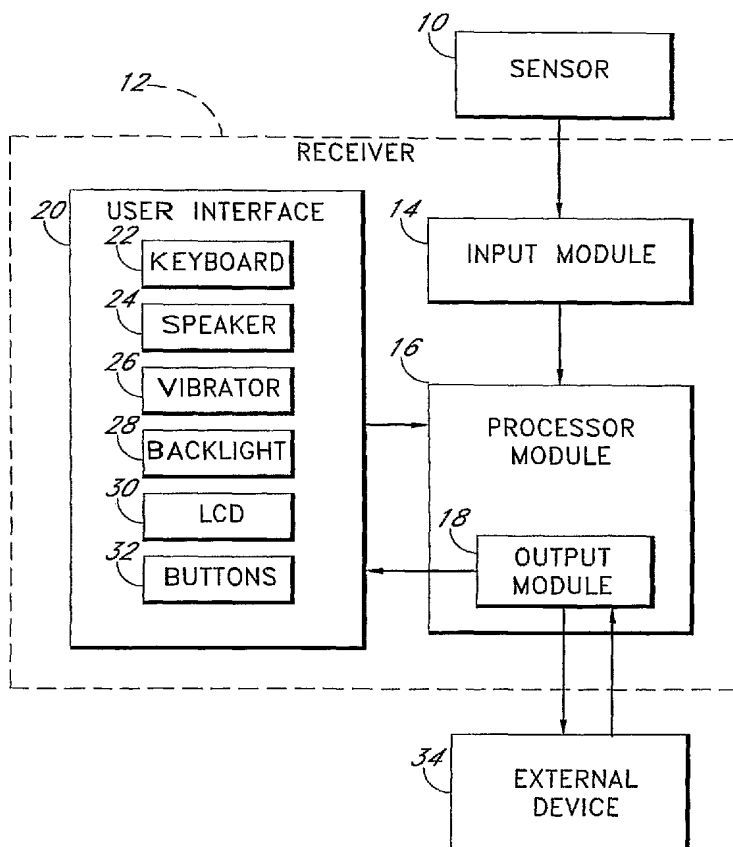 10
SENSOR
12
RECEIVER
20
USER INTERFACE
22
KEYBOARD
24
SPEAKER
26
VIBRATOR
28
BACKLIGHT
30
LCD
32
BUTTONS
14
INPUT MODULE
16
PROCESSOR
MODULE
18
OUTPUT
MODULE
34
EXTERNAL
DEVICE